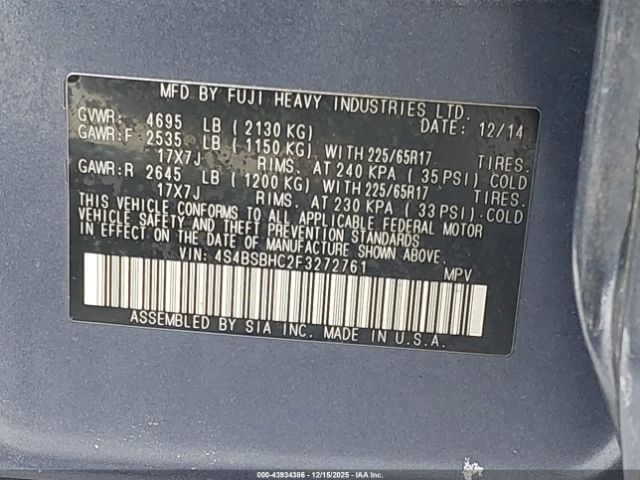 MFD BY FUJI HEAVY INDUSTRIES LTD.
GVWR: 4695 LB (2130 KG) DATE: 12/14
GAWR:F 2535 LB (1150 KG) WITH 225/65R17 TIRES.
17X7J RIMS. AT 240 KPA (35 PSI) COLD
GAWR:R 2645 LB (1200 KG) WITH 225/65R17 TIRES.
17X7J RIMS. AT 230 KPA (33 PSI) COLD
THIS VEHICLE CONFORMS TO ALL APPLICABLE FEDERAL MOTOR
VEHICLE SAFETY AND THEFT PREVENTION STANDARDS
IN EFFECT ON THE DATE OF MANUFACTURE SHOWN ABOVE.
VIN: 4S4BSBHC2F3272761 MPV
ASSEMBLED BY SIA INC. MADE IN U.S.A.
000-43934386 - 12/15/2025 - IAAI.COM